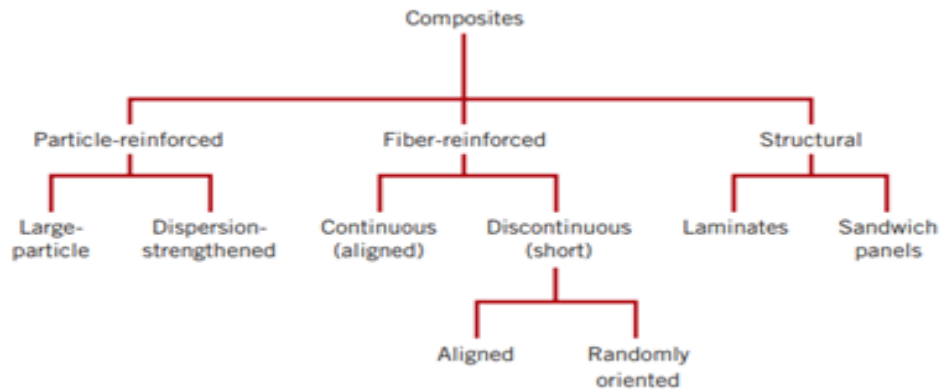 Composites
Particle-reinforced
Fiber-reinforced
Structural
Large-
particle
Dispersion-
strengthened
Continuous
(aligned)
Discontinuous
(short)
Laminates
Sandwich
panels
Aligned
Randomly
oriented